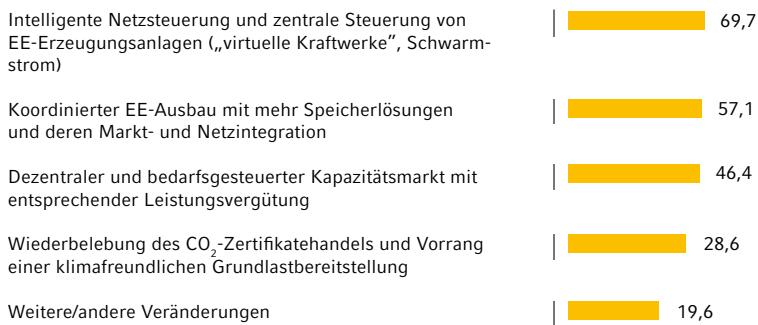 Intelligente Netzsteuerung und zentrale Steuerung von
EE-Erzeugungsanlagen („virtuelle Kraftwerke”, Schwarm-
strom)
69,7
Koordinierter EE-Ausbau mit mehr Speicherlösungen
und deren Markt- und Netzintegration
57,1
Dezentraler und bedarfsgesteuerter Kapazitätsmarkt mit
entsprechender Leistungsvergütung
46,4
Wiederbelebung des CO₂-Zertifikatehandels und Vorrang
einer klimafreundlichen Grundlastbereitstellung
28,6
Weitere/andere Veränderungen
19,6